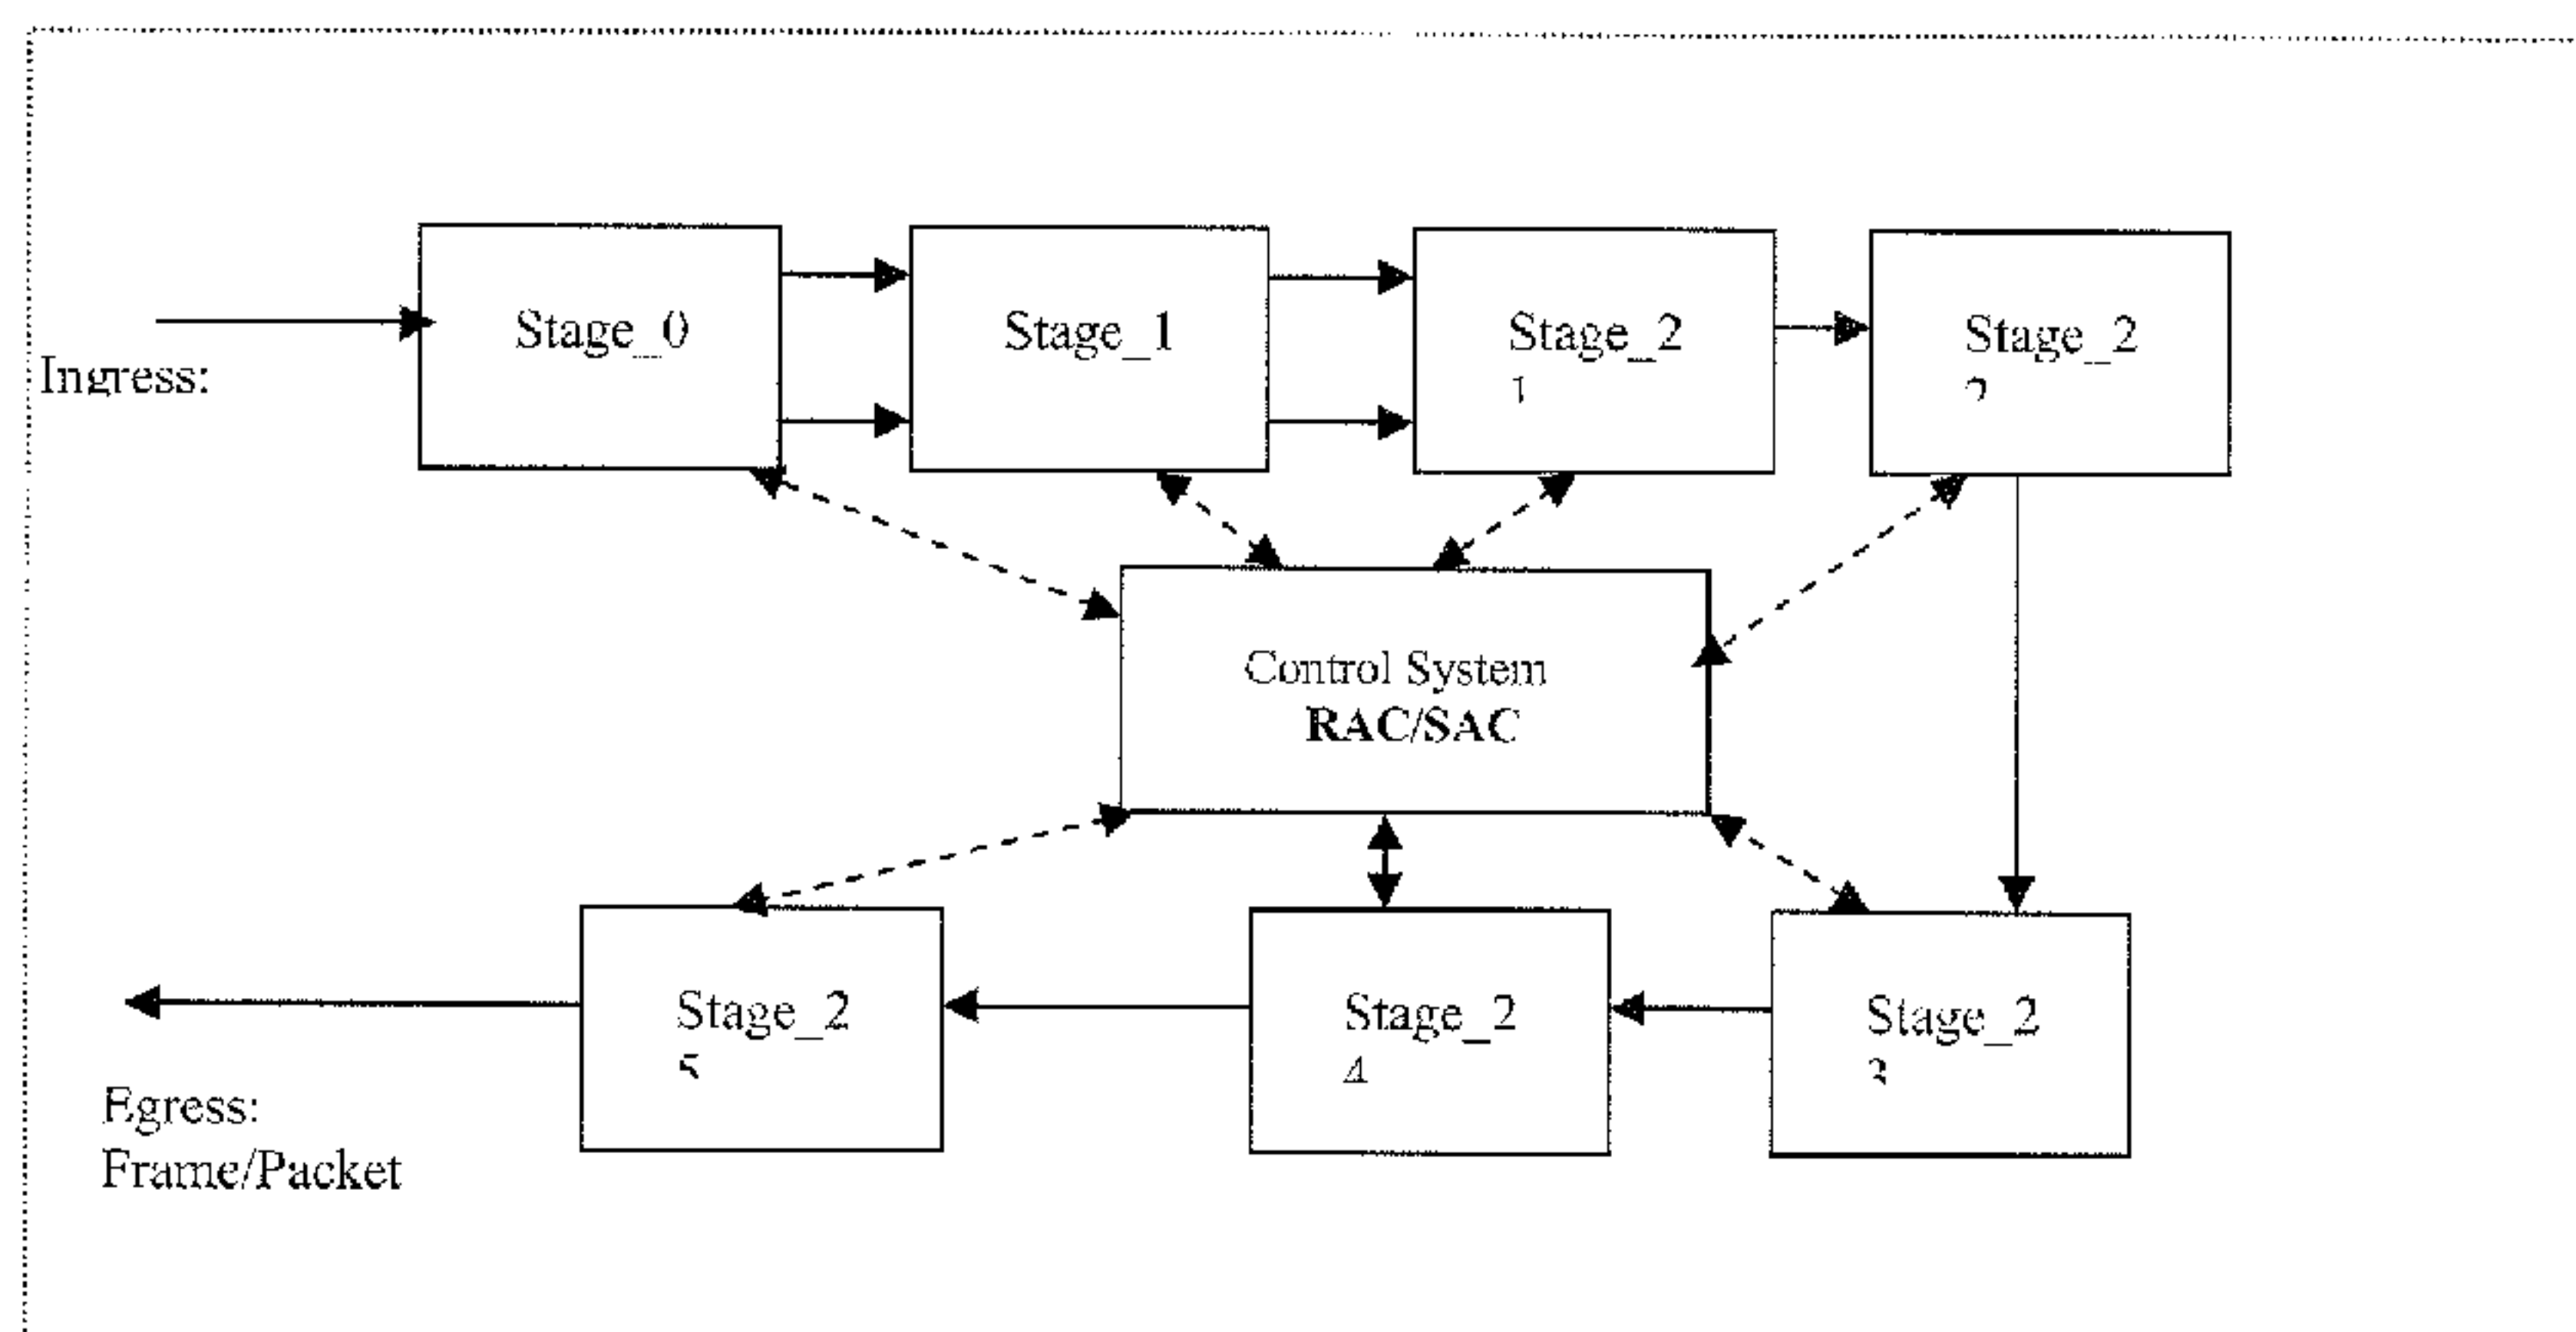 Stage_0
Stage_1
Stage_2
1
Stage_2
2
Ingress:
Control System
RAC/SAC
Stage_2
5
Stage_2
4
Stage_2
3
Egress:
Frame/Packet